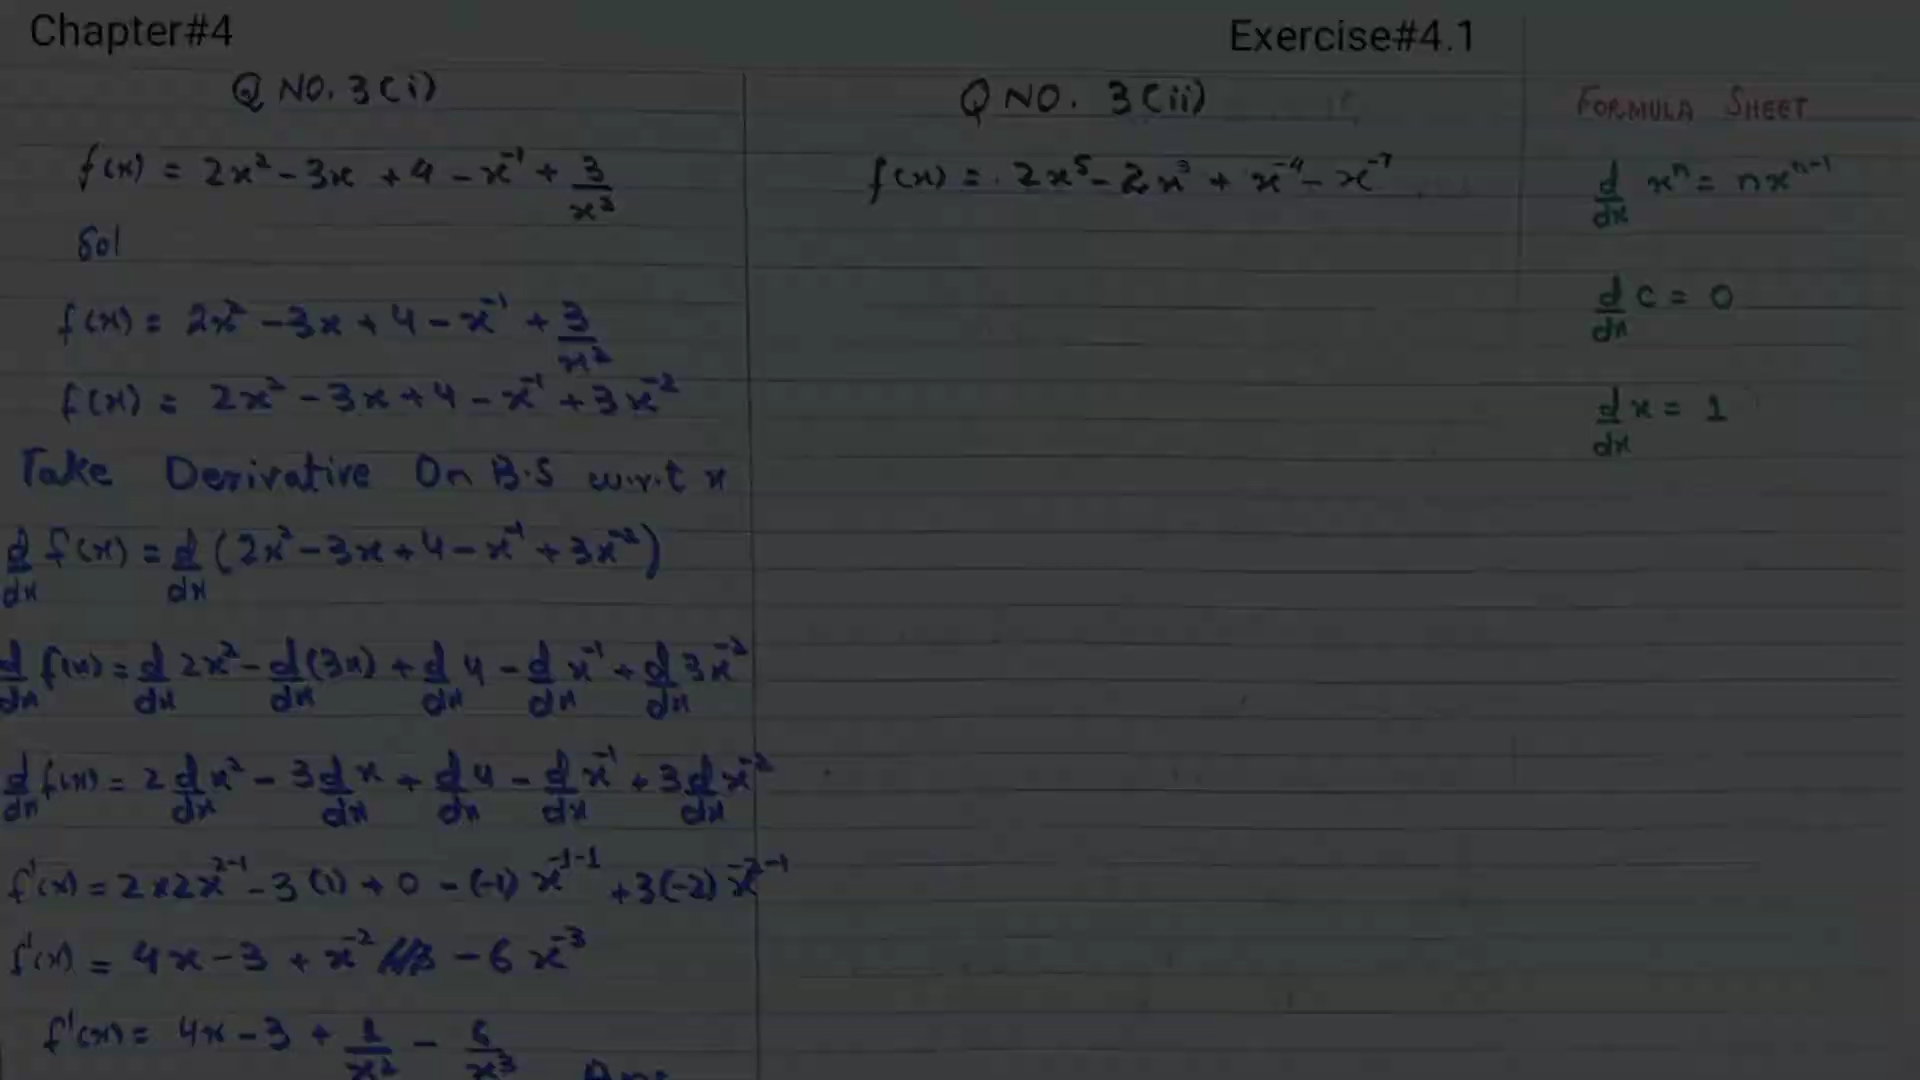 Chapter#4
Exercise#4.1
Q NO. 3(i)
f(x) = 2x² - 3x + 4 - x⁻¹ + 3/x³
Sol
f(x) = 2x² - 3x + 4 - x⁻¹ + 3/x²
f(x) = 2x² - 3x + 4 - x⁻¹ + 3x⁻²
Take Derivative On B.S w.r.t x
d/dx f(x) = d/dx (2x² - 3x + 4 - x⁻¹ + 3x⁻²)
d/dx f(x) = d/dx 2x² - d/dx (3x) + d/dx 4 - d/dx x⁻¹ + d/dx 3x⁻²
d/dx f(x) = 2 d/dx x² - 3 d/dx x + d/dx 4 - d/dx x⁻¹ + 3 d/dx x⁻²
f'(x) = 2×2x²⁻¹ - 3(1) + 0 - (-1) x⁻¹⁻¹ + 3(-2) x⁻²⁻¹
f'(x) = 4x - 3 + x⁻² - 6x⁻³
f'(x) = 4x - 3 + 1/x² - 6/x³ Ans
Q NO. 3(ii)
f(x) = 2x⁵ - 2x³ + x⁻⁴ - x⁻⁷
FORMULA SHEET
d/dx xⁿ = nxⁿ⁻¹
d/dx c = 0
d/dx x = 1